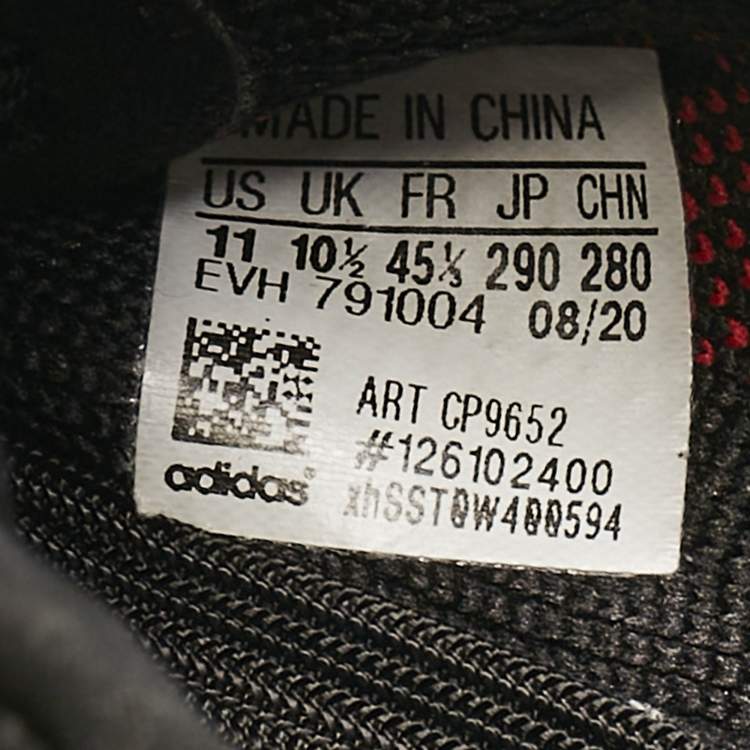 MADE IN CHINA
US UK FR JP CHN
11 10½ 45⅓ 290 280
EVH 791004 08/20
ART CP9652
#126102400
adidas®
xhSST0W400594